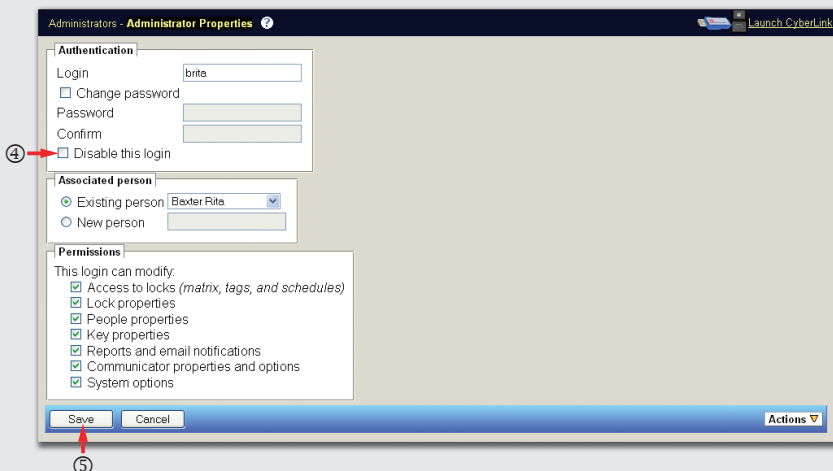 Administrators - Administrator Properties ?
Launch CyberLink
Authentication
Login brita
Change password
Password
Confirm
④ Disable this login
Associated person
Existing person Baxter Rita
New person
Permissions
This login can modify:
Access to locks (matrix, tags, and schedules)
Lock properties
People properties
Key properties
Reports and email notifications
Communicator properties and options
System options
Save Cancel Actions
⑤